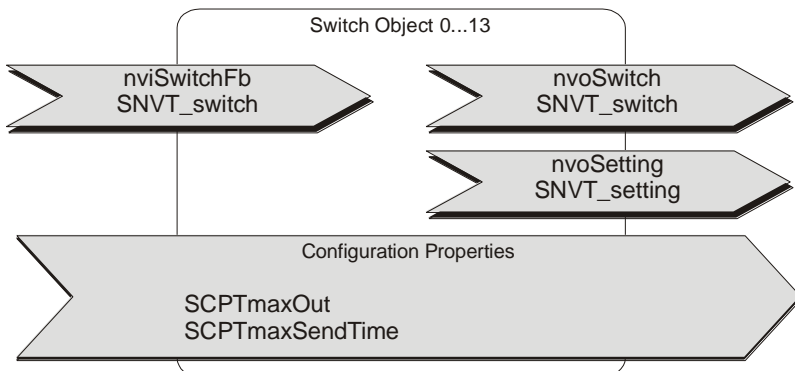 Switch Object 0...13
nviSwitchFb
SNVT_switch
nvoSwitch
SNVT_switch
nvoSetting
SNVT_setting
Configuration Properties
SCPTmaxOut
SCPTmaxSendTime